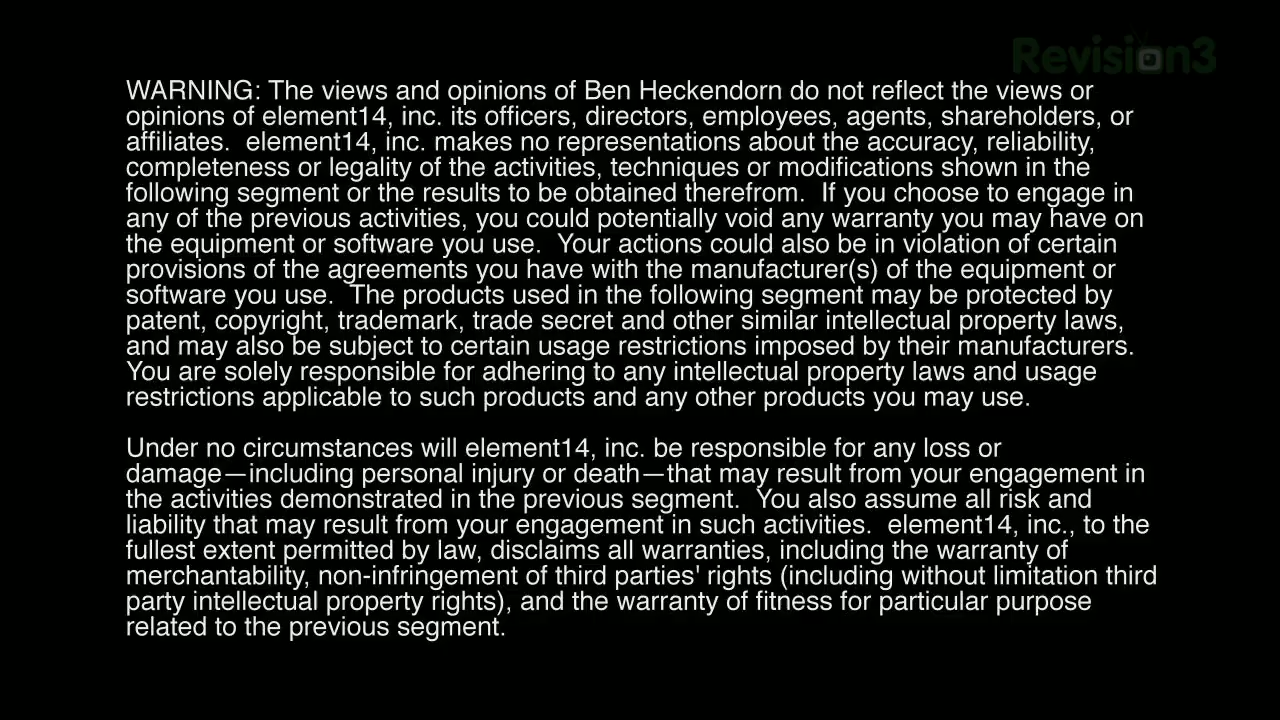 Revision3
WARNING: The views and opinions of Ben Heckendorn do not reflect the views or
opinions of element14, inc. its officers, directors, employees, agents, shareholders, or
affiliates.  element14, inc. makes no representations about the accuracy, reliability,
completeness or legality of the activities, techniques or modifications shown in the
following segment or the results to be obtained therefrom.  If you choose to engage in
any of the previous activities, you could potentially void any warranty you may have on
the equipment or software you use.  Your actions could also be in violation of certain
provisions of the agreements you have with the manufacturer(s) of the equipment or
software you use.  The products used in the following segment may be protected by
patent, copyright, trademark, trade secret and other similar intellectual property laws,
and may also be subject to certain usage restrictions imposed by their manufacturers.
You are solely responsible for adhering to any intellectual property laws and usage
restrictions applicable to such products and any other products you may use.
Under no circumstances will element14, inc. be responsible for any loss or
damage—including personal injury or death—that may result from your engagement in
the activities demonstrated in the previous segment.  You also assume all risk and
liability that may result from your engagement in such activities.  element14, inc., to the
fullest extent permitted by law, disclaims all warranties, including the warranty of
merchantability, non-infringement of third parties' rights (including without limitation third
party intellectual property rights), and the warranty of fitness for particular purpose
related to the previous segment.